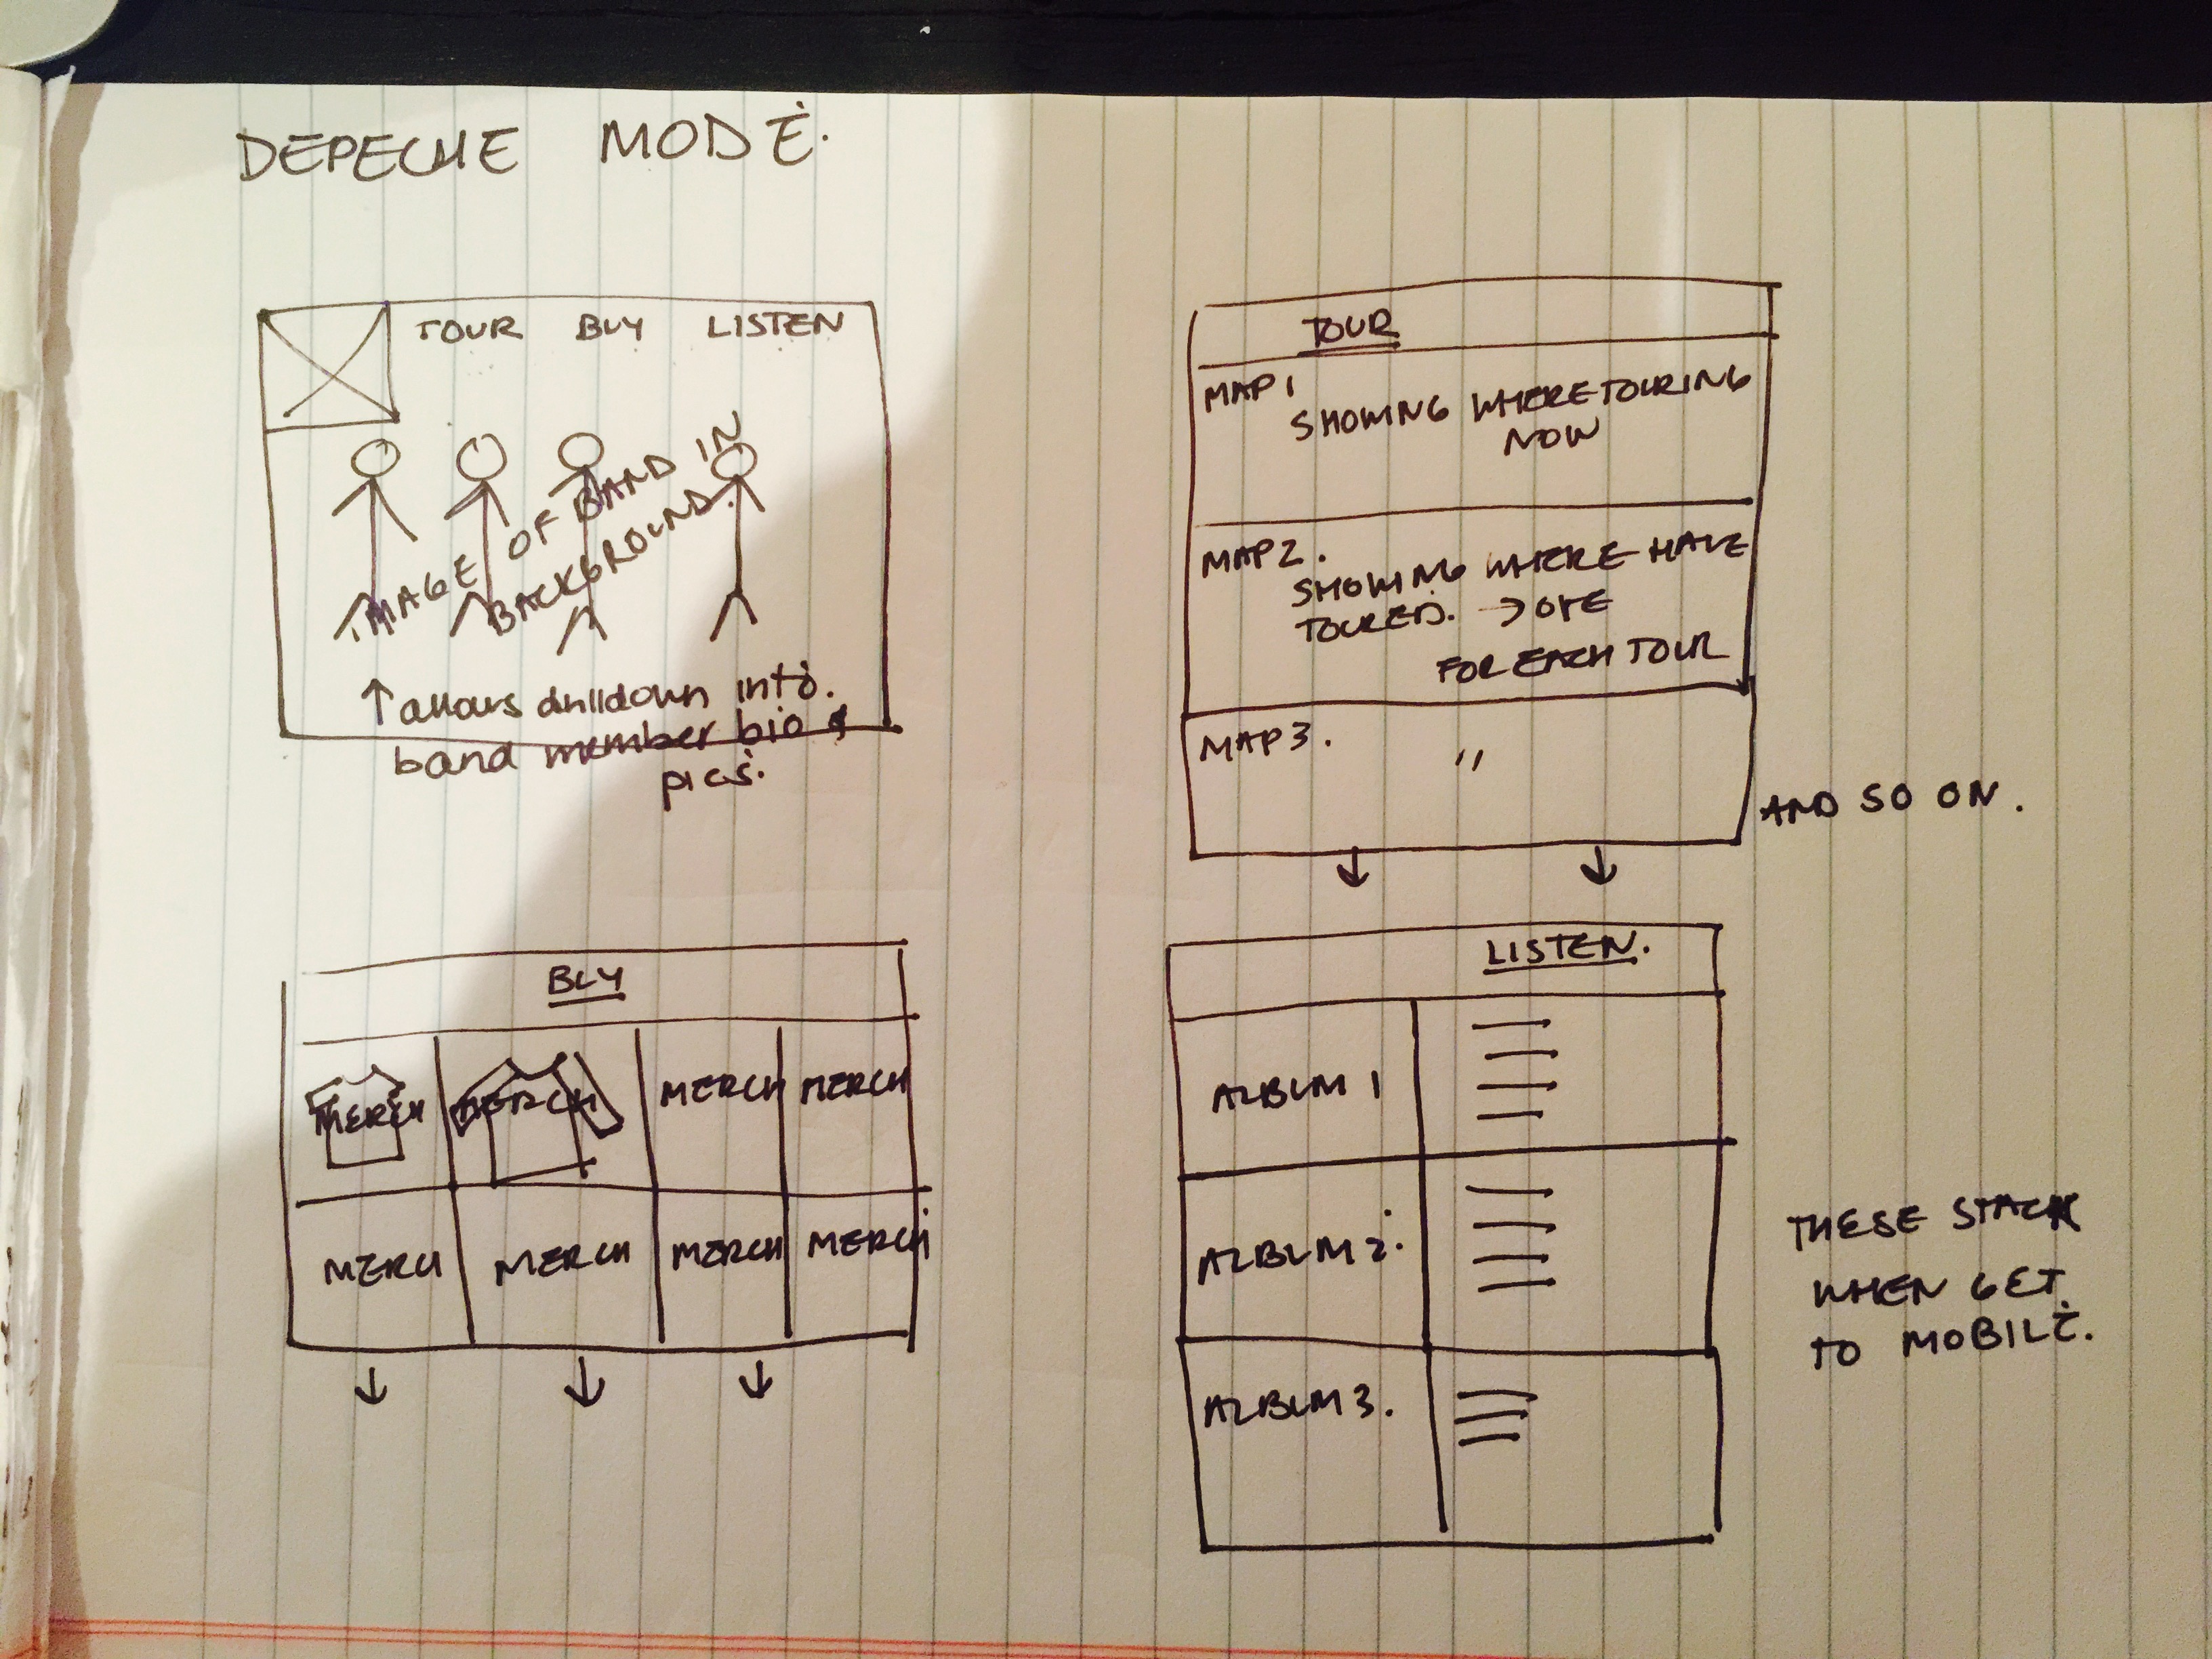 DEPECHE MODE.
TOUR BUY LISTEN
IMAGE OF BAND IN
BACKGROUND.
↑ allows drilldown into
band member bio &
pics.
TOUR
MAP 1
SHOWING WHERE TOURING
NOW
MAP 2.
SHOWING WHERE HAVE
TOURED. → ONE
FOR EACH TOUR
MAP 3. "
AND SO ON.
BUY
MERCH MERCH MERCH MERCH
MERCH MERCH MERCH MERCH
LISTEN.
ALBUM 1
ALBUM 2.
ALBUM 3.
THESE STACK
WHEN GET
TO MOBILE.